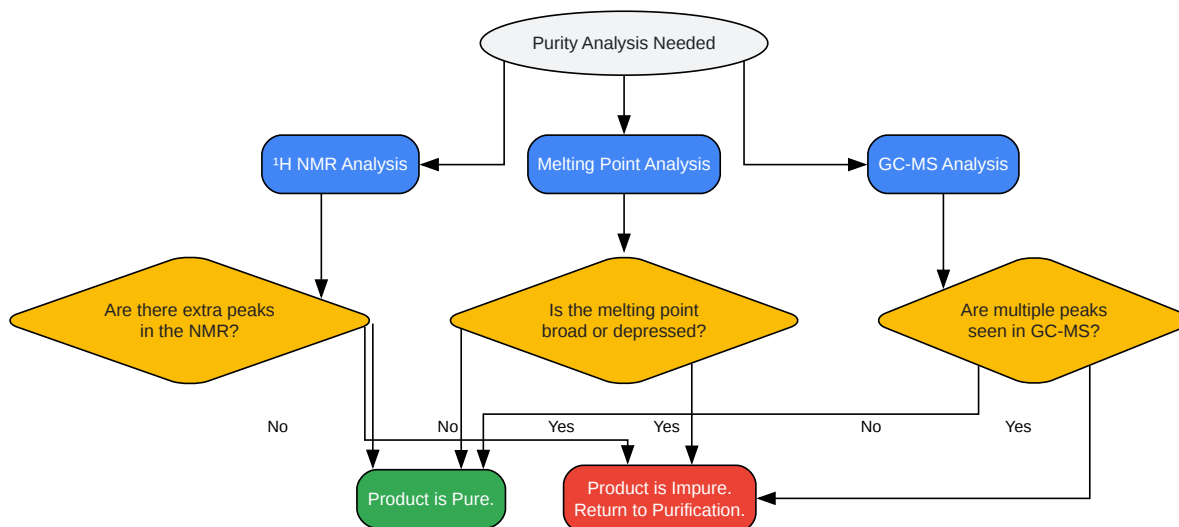 Purity Analysis Needed
¹H NMR Analysis
Melting Point Analysis
GC-MS Analysis
Are there extra peaks
in the NMR?
Is the melting point
broad or depressed?
Are multiple peaks
seen in GC-MS?
No
No
Yes
Yes
No
Yes
Product is Pure.
Product is Impure.
Return to Purification.